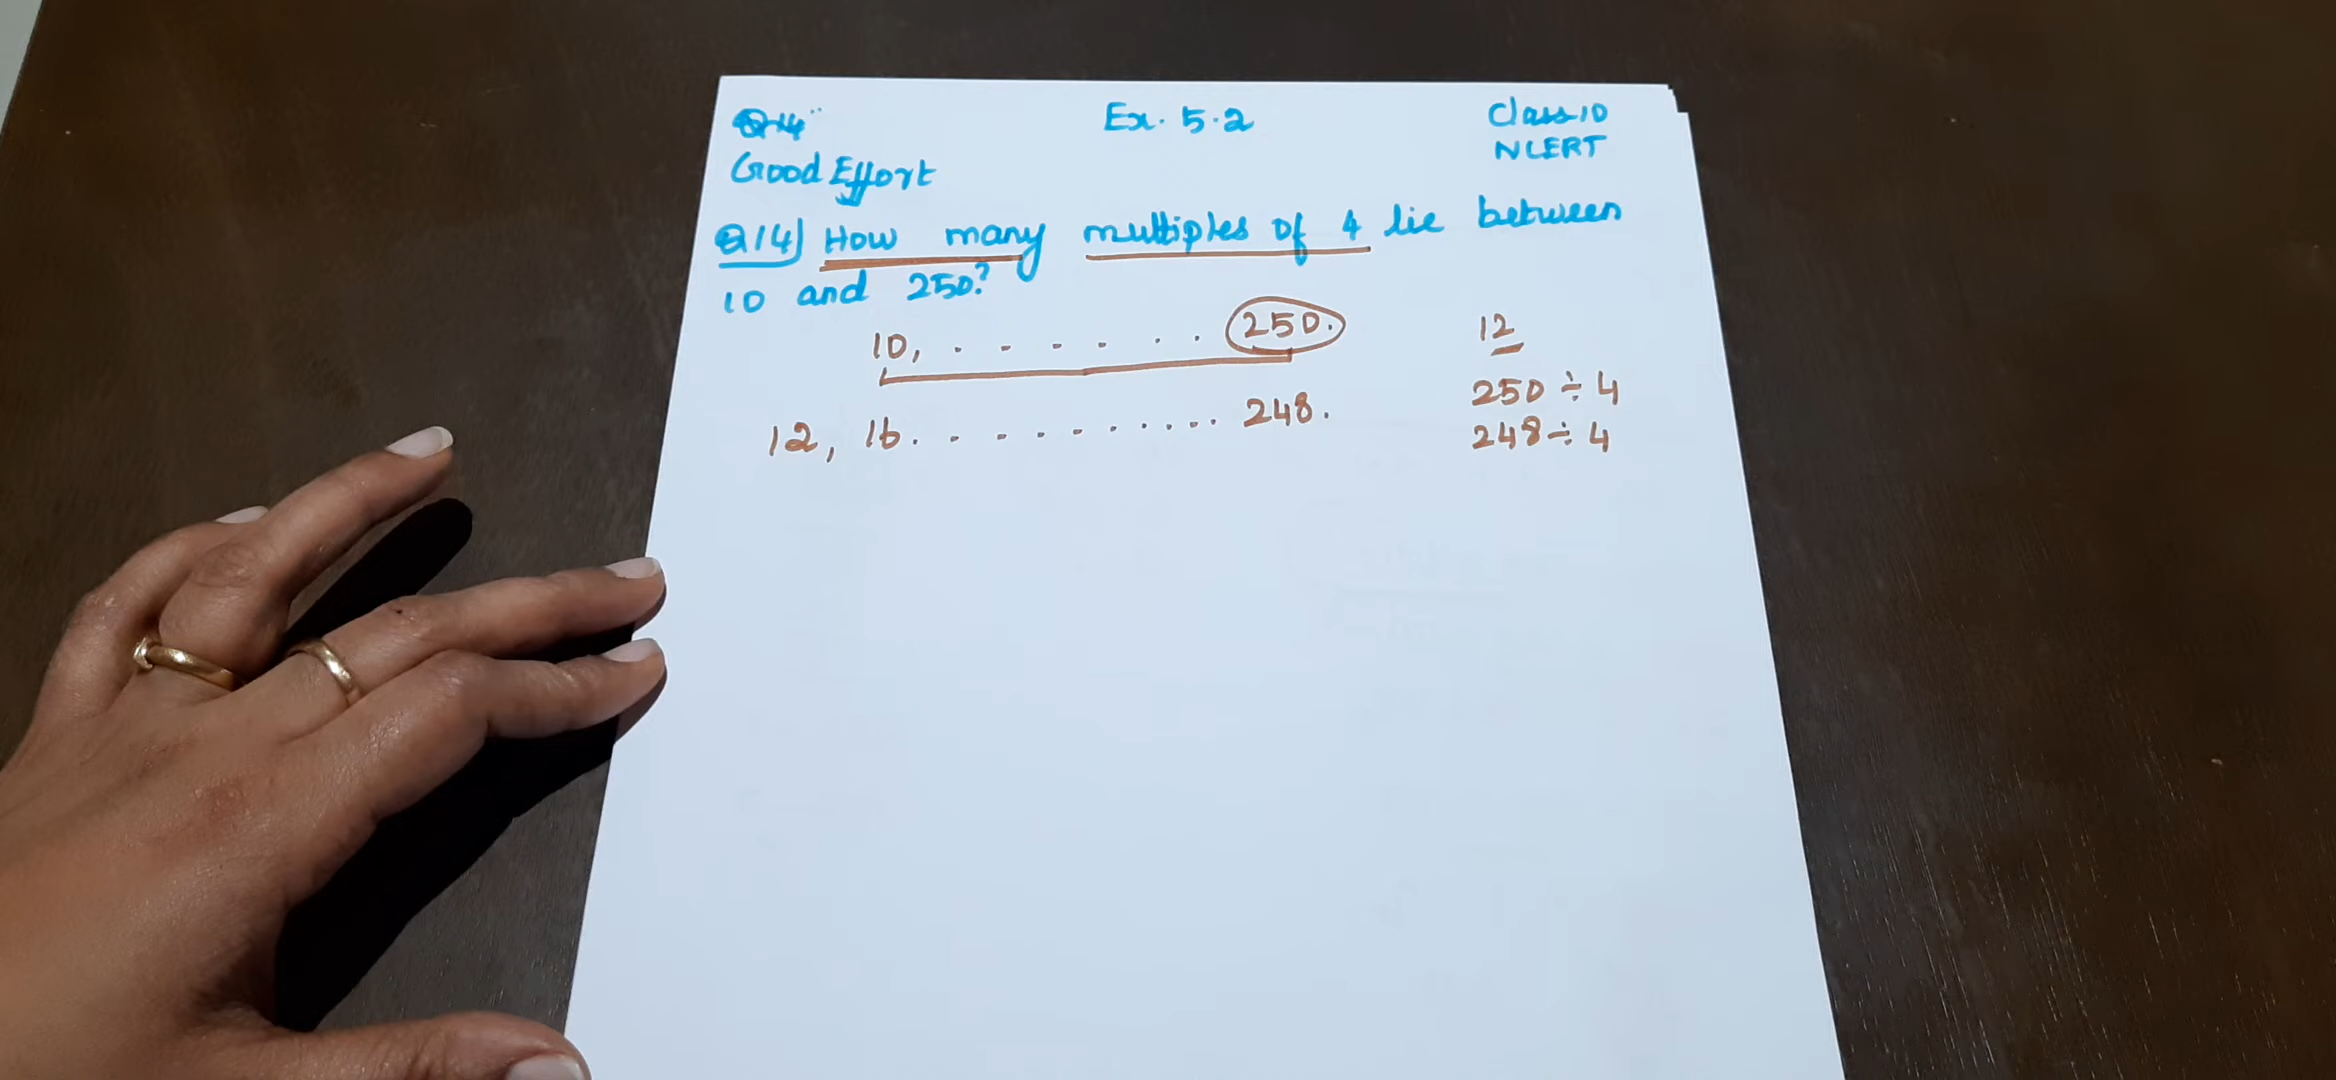 Ex. 5.2
Class 10
NCERT
Good Effort
Q14) How many multiples of 4 lie between
10 and 250?
10, . . . . . . . 250.
12
250 ÷ 4
12, 16. . . . . . . . . . . 248.
248 ÷ 4